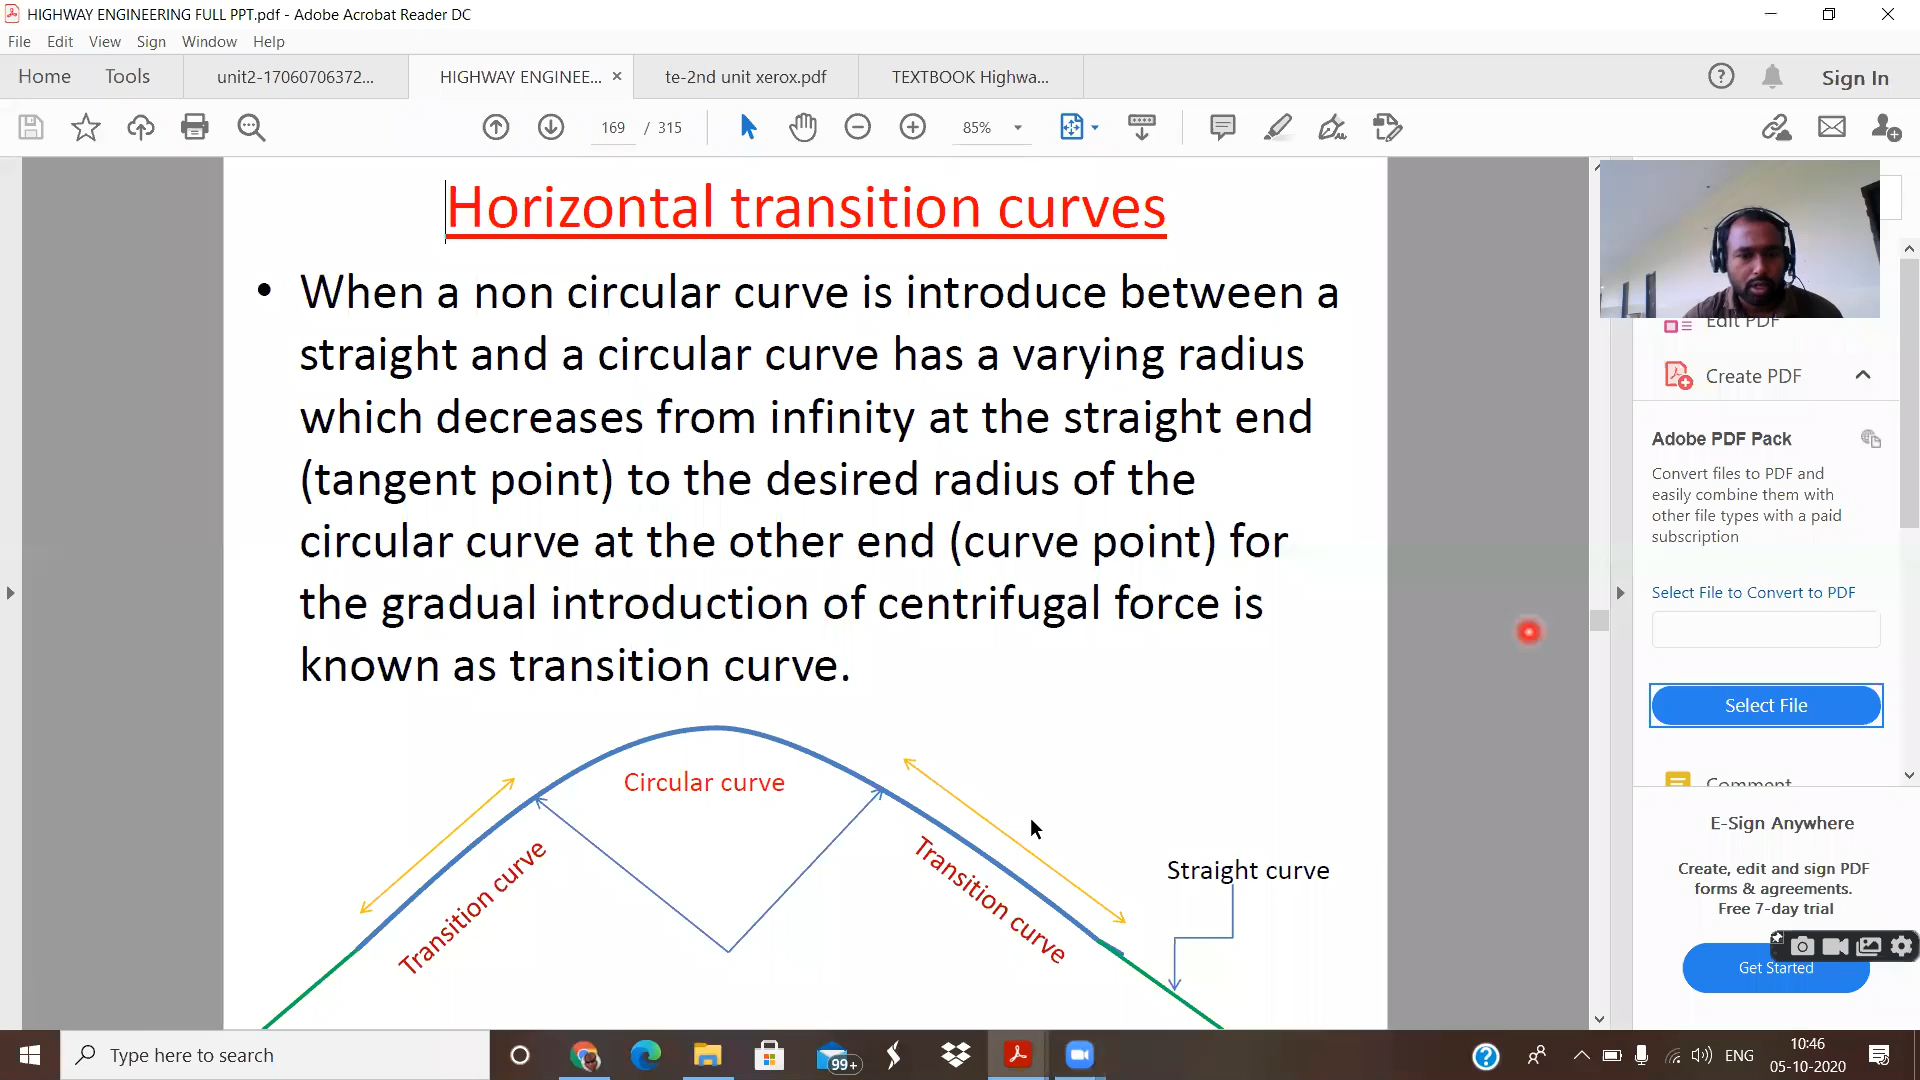 HIGHWAY ENGINEERING FULL PPT.pdf - Adobe Acrobat Reader DC
File Edit View Sign Window Help
Home Tools unit2-17060706372... HIGHWAY ENGINEE... × te-2nd unit xerox.pdf TEXTBOOK Highwa... Sign In
169 / 315 85%
Horizontal transition curves
• When a non circular curve is introduce between a
straight and a circular curve has a varying radius
which decreases from infinity at the straight end
(tangent point) to the desired radius of the
circular curve at the other end (curve point) for
the gradual introduction of centrifugal force is
known as transition curve.
Circular curve
Transition curve
Transition curve
Straight curve
Edit PDF
Create PDF
Adobe PDF Pack
Convert files to PDF and
easily combine them with
other file types with a paid
subscription
Select File to Convert to PDF
Select File
Comment
E-Sign Anywhere
Create, edit and sign PDF
forms & agreements.
Free 7-day trial
Get Started
Type here to search
99+
ENG
10:46
05-10-2020